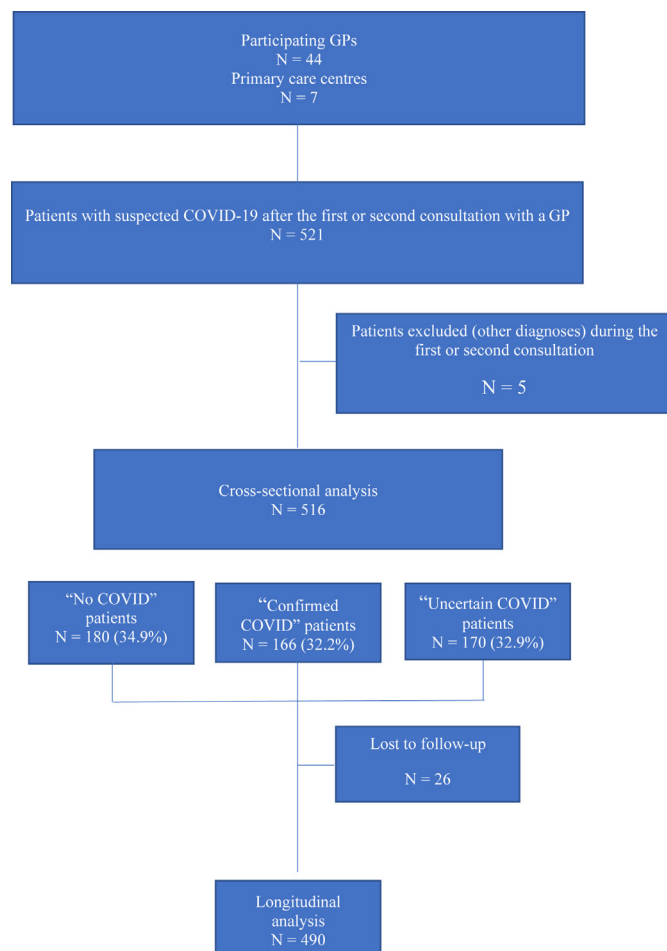 Participating GPs
N = 44
Primary care centres
N = 7
Patients with suspected COVID-19 after the first or second consultation with a GP
N = 521
Patients excluded (other diagnoses) during the
first or second consultation
N = 5
Cross-sectional analysis
N = 516
“No COVID”
patients
N = 180 (34.9%)
“Confirmed
COVID” patients
N = 166 (32.2%)
“Uncertain COVID”
patients
N = 170 (32.9%)
Lost to follow-up
N = 26
Longitudinal
analysis
N = 490